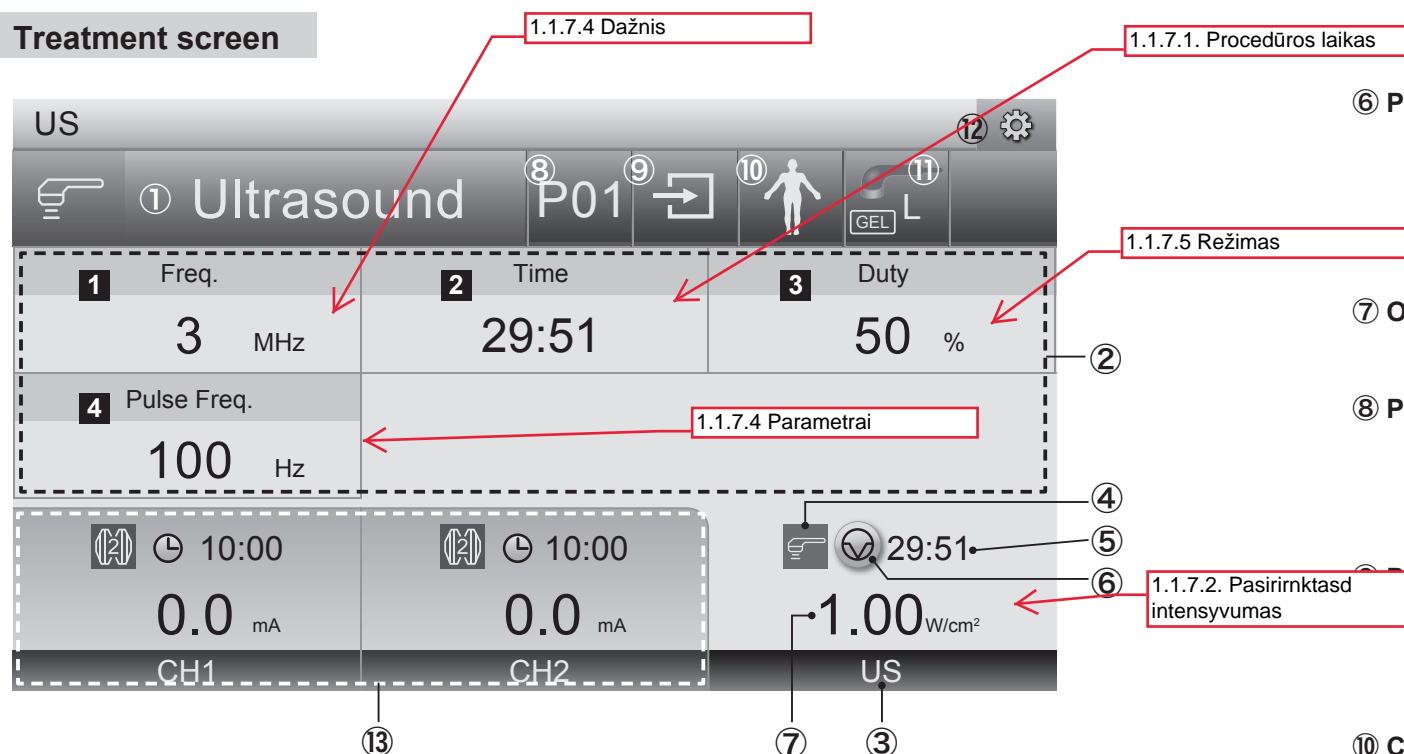 Treatment screen
1.1.7.4 Dažnis
1.1.7.1. Procedūros laikas
⑥ P
US
⑫
① Ultrasound
⑧ P01
⑨
⑩
⑪
GEL L
1.1.7.5 Režimas
1 Freq.
2 Time
3 Duty
3 MHz
29:51
50 %
⑦ O
②
4 Pulse Freq.
100 Hz
1.1.7.4 Parametrai
⑧ P
④
2 10:00
2 10:00
29:51
⑤
⑥
1.1.7.2. Pasirirnktasd
intensyvumas
0.0 mA
0.0 mA
1.00 W/cm²
CH1
CH2
US
⑬
⑦
③
⑩ C